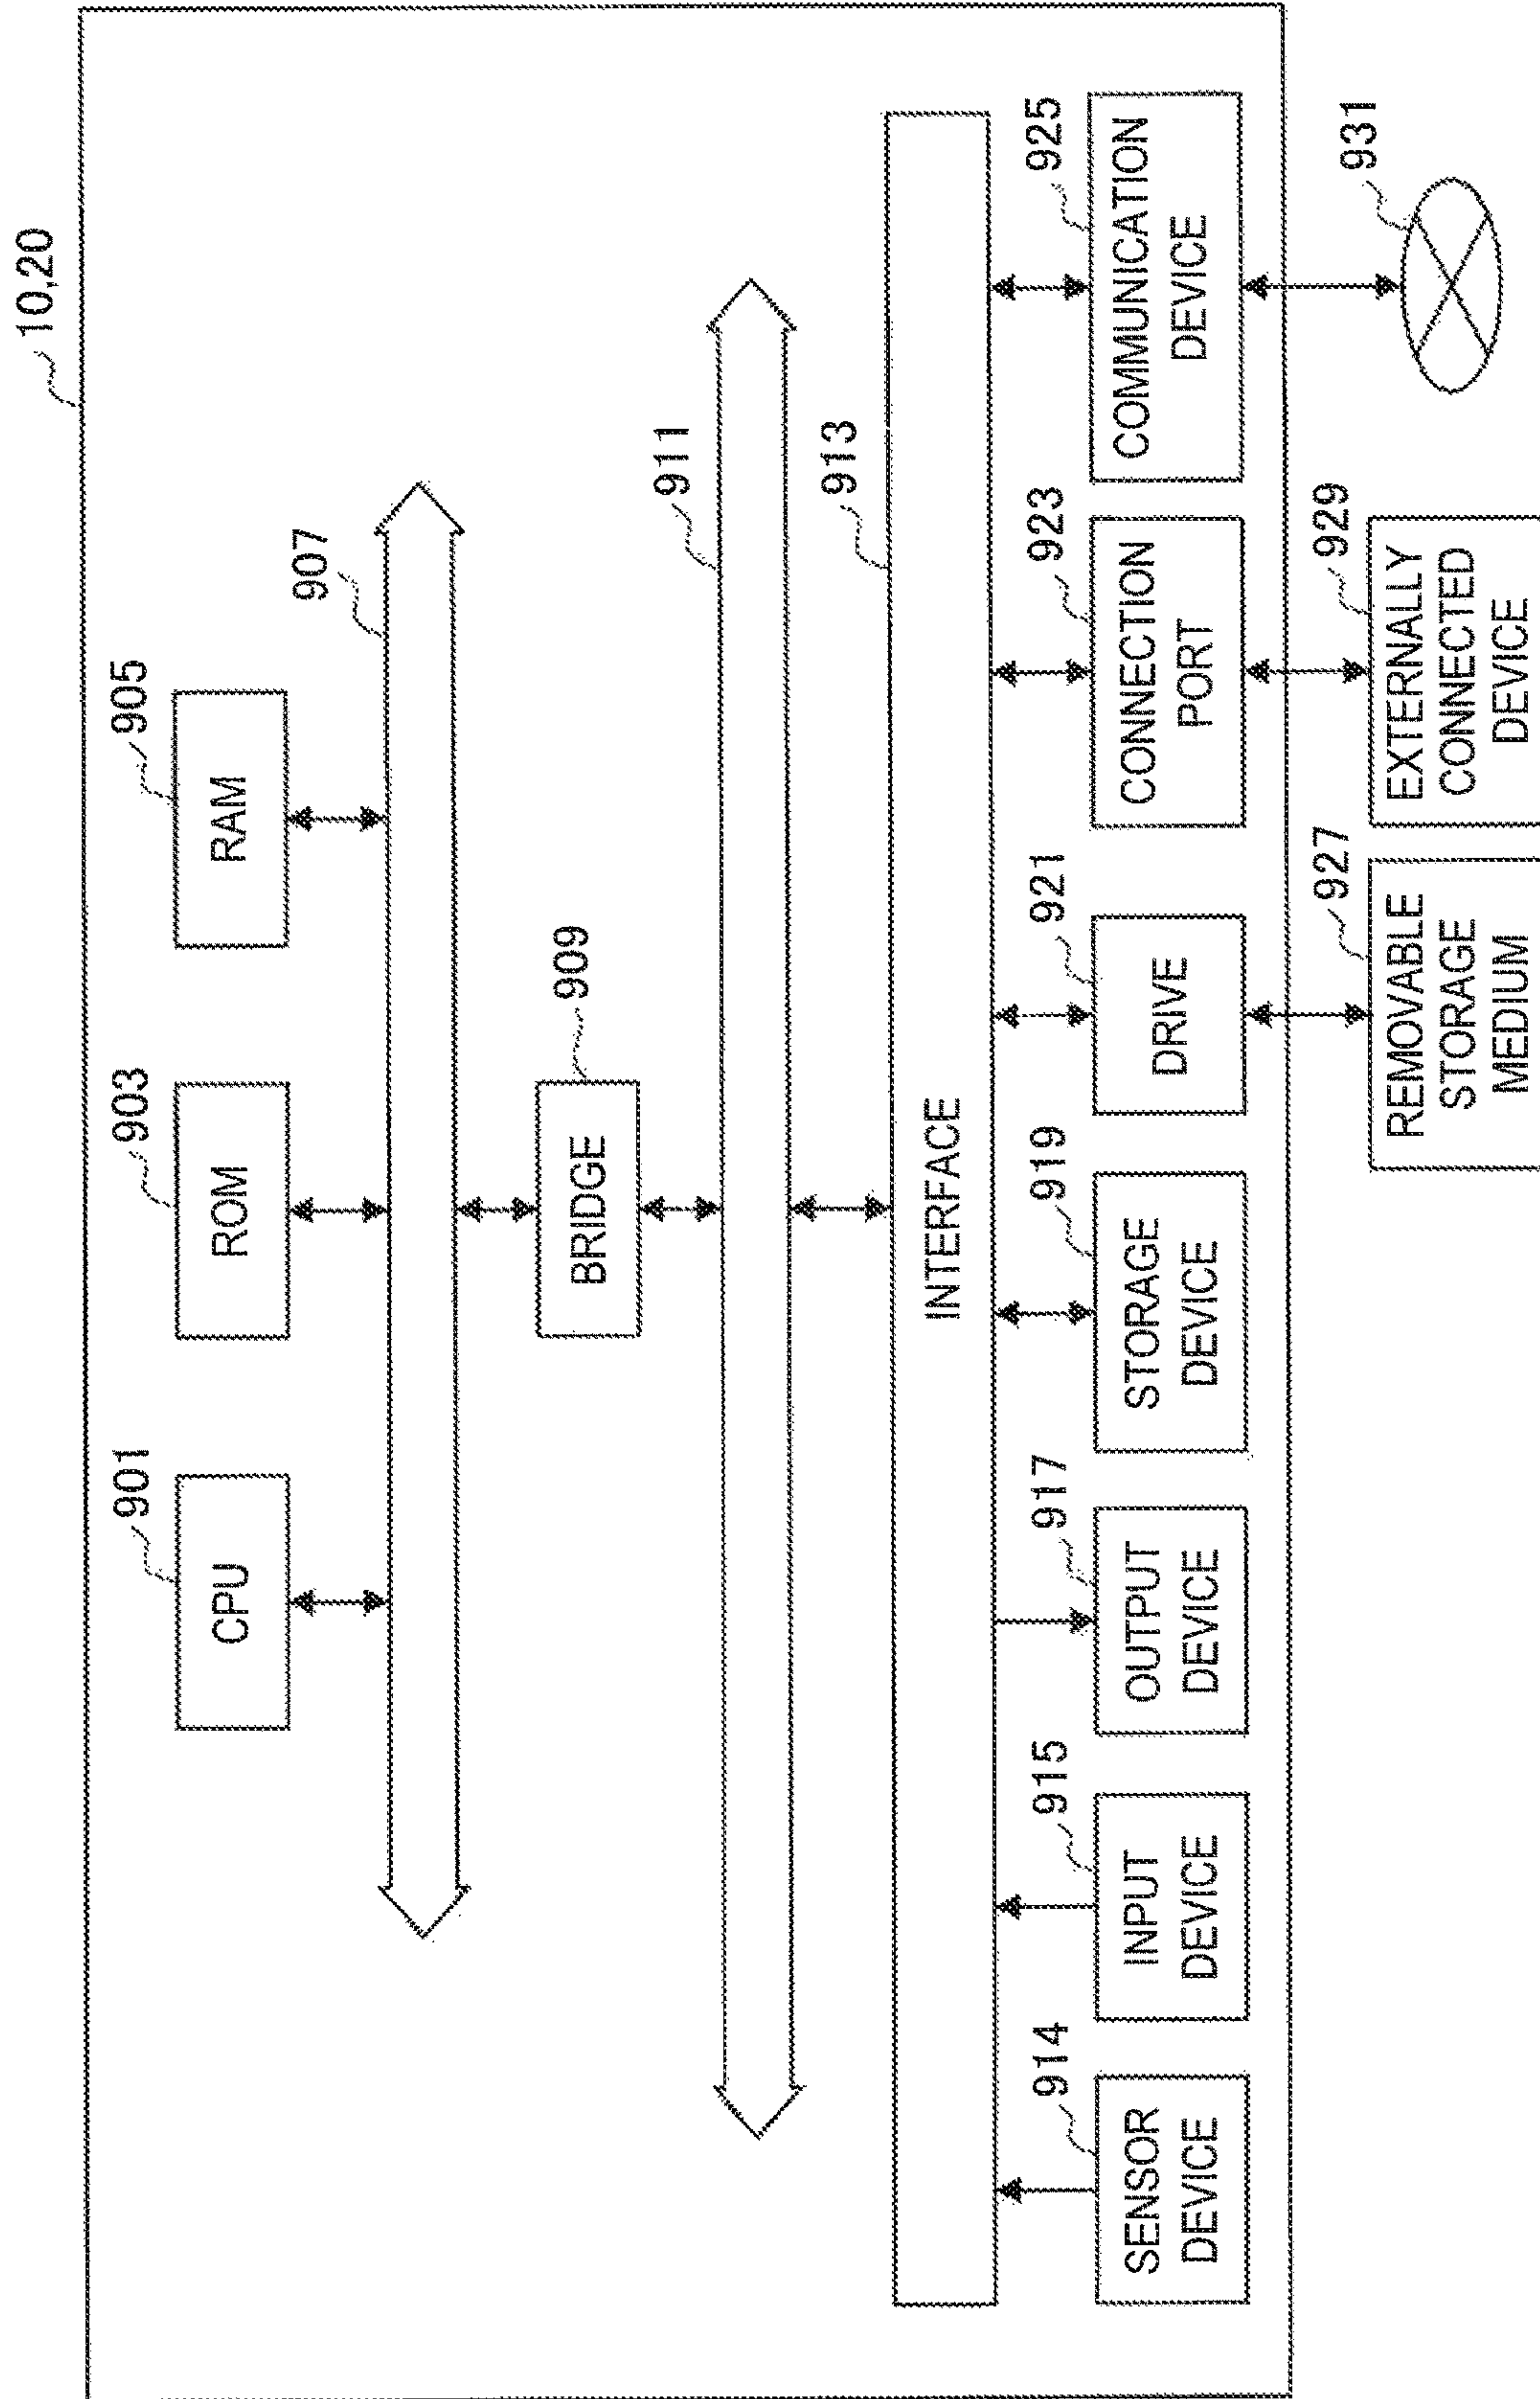 10,20
901
903
905
CPU
ROM
RAM
907
909
BRIDGE
911
913
INTERFACE
914
915
917
919
921
923
925
SENSOR
DEVICE
INPUT
DEVICE
OUTPUT
DEVICE
STORAGE
DEVICE
DRIVE
CONNECTION
PORT
COMMUNICATION
DEVICE
927
929
931
REMOVABLE
STORAGE
MEDIUM
EXTERNALLY
CONNECTED
DEVICE